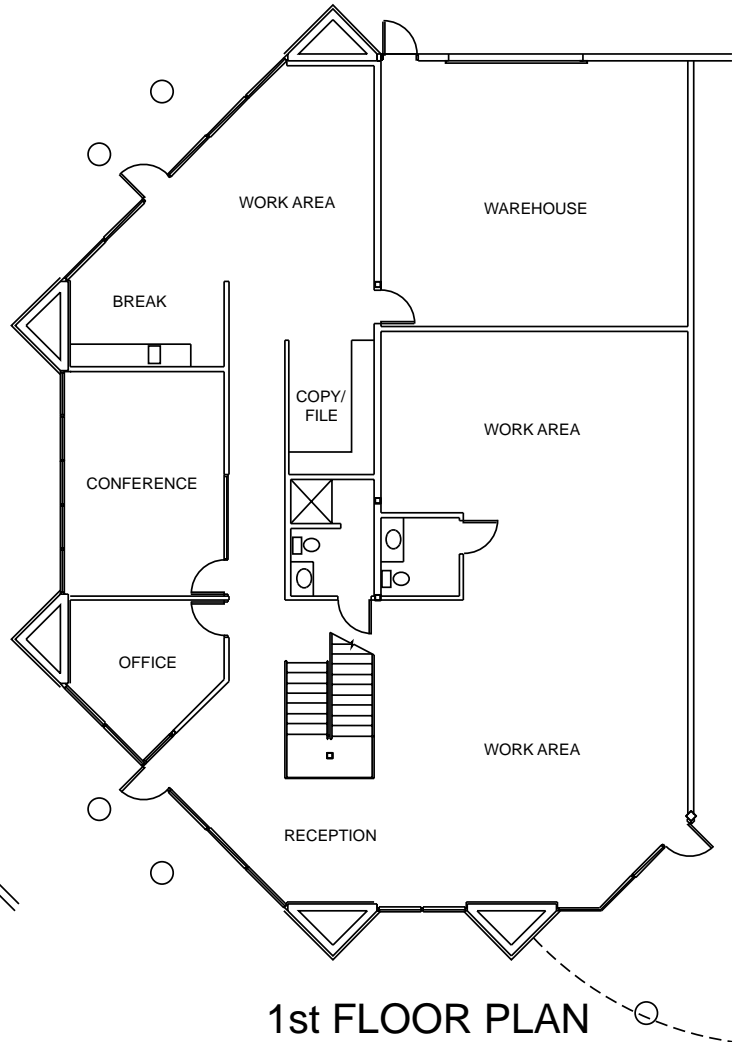 WORK AREA
WAREHOUSE
BREAK
COPY/
FILE
WORK AREA
CONFERENCE
OFFICE
WORK AREA
RECEPTION
1st FLOOR PLAN